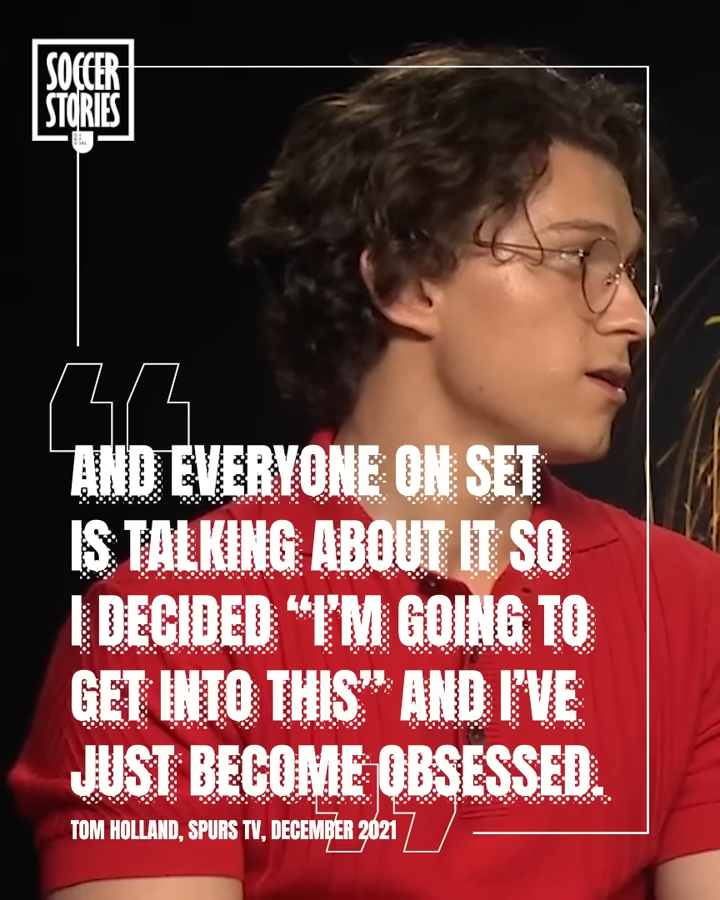 SOCCER
STORIES
“
AND EVERYONE ON SET
IS TALKING ABOUT IT SO
I DECIDED “I’M GOING TO
GET INTO THIS” AND I’VE
JUST BECOME OBSESSED.
”
TOM HOLLAND, SPURS TV, DECEMBER 2021